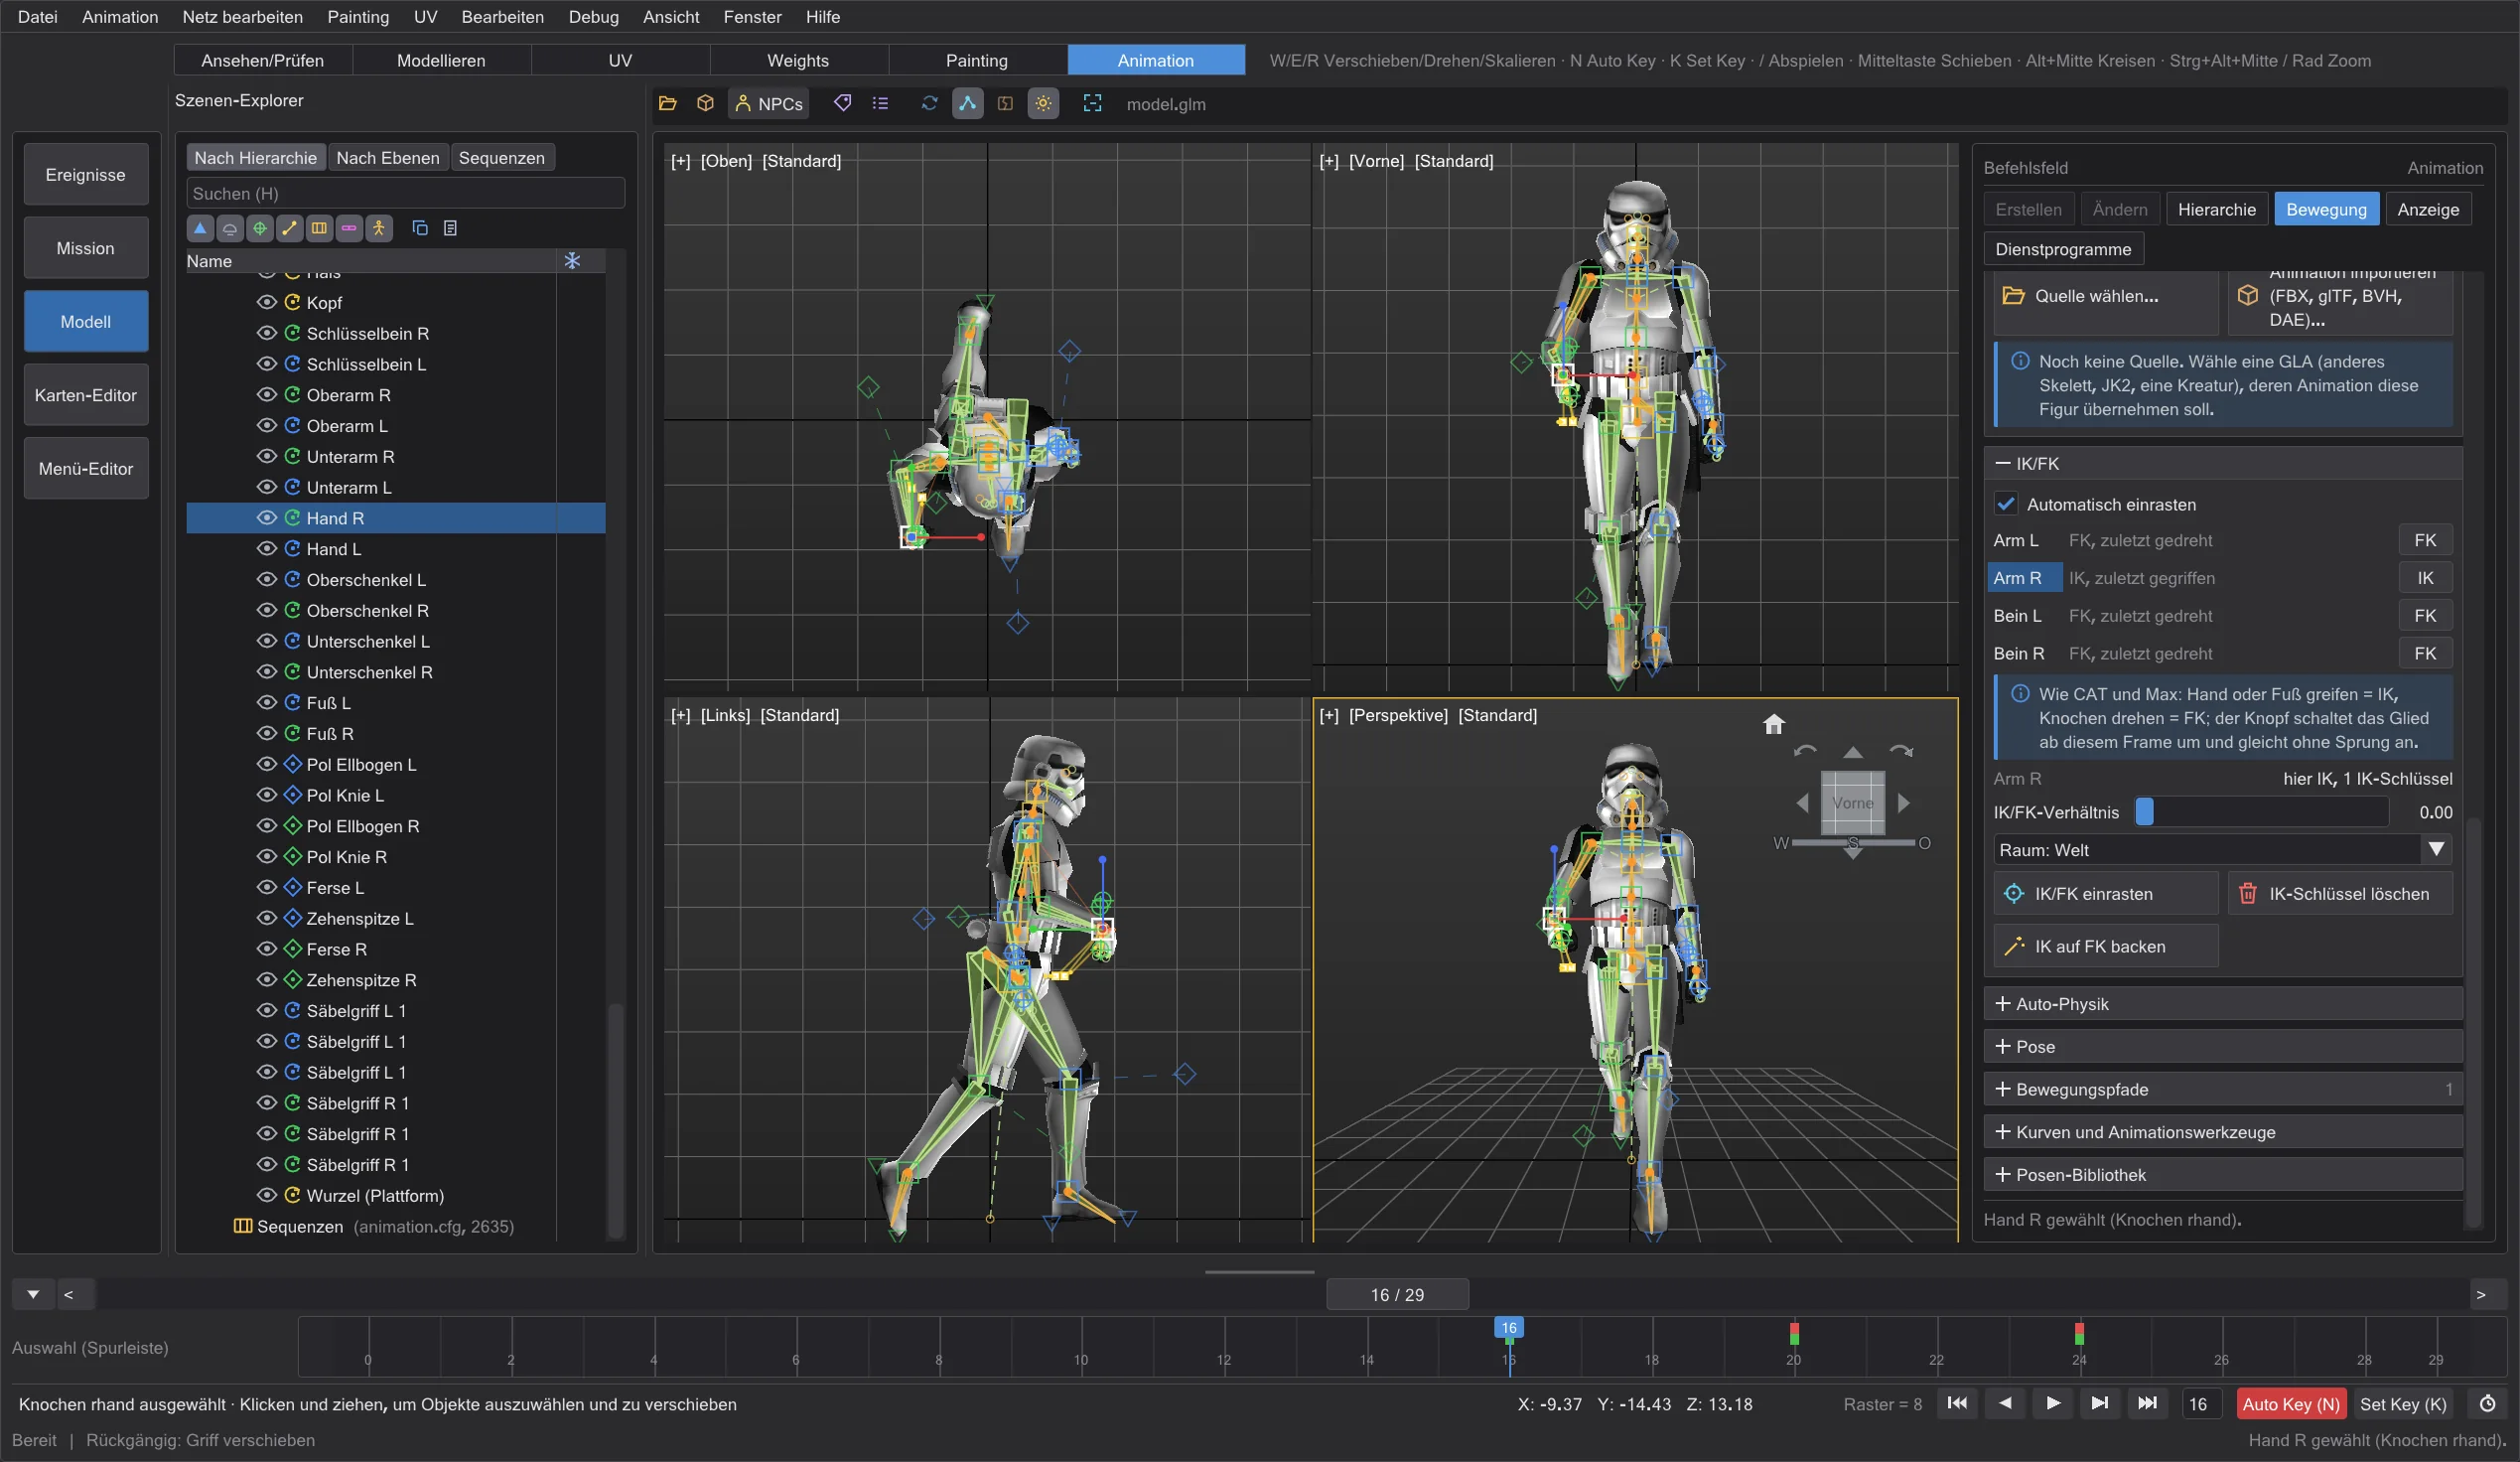 Datei Animation Netz bearbeiten Painting UV Bearbeiten Debug Ansicht Fenster Hilfe
Ansehen/Prüfen Modellieren UV Weights Painting Animation W/E/R Verschieben/Drehen/Skalieren · N Auto Key · K Set Key · / Abspielen · Mitteltaste Schieben · Alt+Mitte Kreisen · Strg+Alt+Mitte / Rad Zoom
Szenen-Explorer
NPCs model.glm
Ereignisse
Mission
Modell
Karten-Editor
Menü-Editor
Nach Hierarchie Nach Ebenen Sequenzen
Suchen (H)
Name
Hals
Kopf
Schlüsselbein R
Schlüsselbein L
Oberarm R
Oberarm L
Unterarm R
Unterarm L
Hand R
Hand L
Oberschenkel L
Oberschenkel R
Unterschenkel L
Unterschenkel R
Fuß L
Fuß R
Pol Ellbogen L
Pol Knie L
Pol Ellbogen R
Pol Knie R
Ferse L
Zehenspitze L
Ferse R
Zehenspitze R
Säbelgriff L 1
Säbelgriff L 1
Säbelgriff L 1
Säbelgriff R 1
Säbelgriff R 1
Säbelgriff R 1
Wurzel (Plattform)
Sequenzen (animation.cfg, 2635)
[+] [Oben] [Standard]
[+] [Vorne] [Standard]
[+] [Links] [Standard]
[+] [Perspektive] [Standard]
Vorne
W S O
Befehlsfeld Animation
Erstellen Ändern Hierarchie Bewegung Anzeige
Dienstprogramme
Quelle wählen...
Animation importieren
(FBX, glTF, BVH,
DAE)...
Noch keine Quelle. Wähle eine GLA (anderes
Skelett, JK2, eine Kreatur), deren Animation diese
Figur übernehmen soll.
IK/FK
Automatisch einrasten
Arm L FK, zuletzt gedreht FK
Arm R IK, zuletzt gegriffen IK
Bein L FK, zuletzt gedreht FK
Bein R FK, zuletzt gedreht FK
Wie CAT und Max: Hand oder Fuß greifen = IK,
Knochen drehen = FK; der Knopf schaltet das Glied
ab diesem Frame um und gleicht ohne Sprung an.
Arm R hier IK, 1 IK-Schlüssel
IK/FK-Verhältnis 0.00
Raum: Welt
IK/FK einrasten IK-Schlüssel löschen
IK auf FK backen
Auto-Physik
Pose
Bewegungspfade 1
Kurven und Animationswerkzeuge
Posen-Bibliothek
Hand R gewählt (Knochen rhand).
< 16 / 29 >
16
Auswahl (Spurleiste) 0 2 4 6 8 10 12 14 16 18 20 22 24 26 28 29
Knochen rhand ausgewählt · Klicken und ziehen, um Objekte auszuwählen und zu verschieben X: -9.37 Y: -14.43 Z: 13.18 Raster = 8 16 Auto Key (N) Set Key (K)
Bereit | Rückgängig: Griff verschieben Hand R gewählt (Knochen rhand).